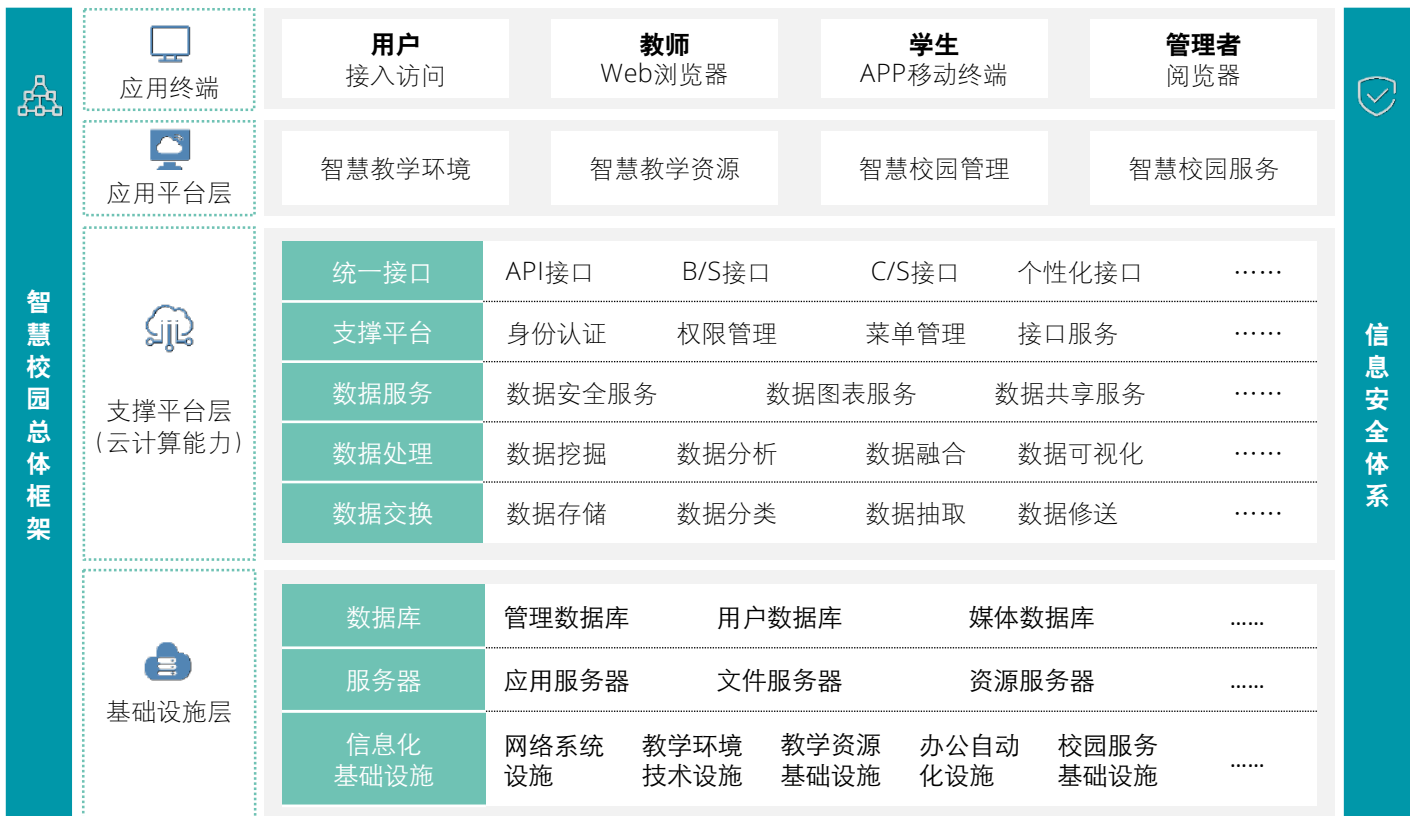 智慧校园总体框架
应用终端
用户
接入访问
教师
Web浏览器
学生
APP移动终端
管理者
阅览器
应用平台层
智慧教学环境
智慧教学资源
智慧校园管理
智慧校园服务
支撑平台层
(云计算能力)
统一接口 API接口 B/S接口 C/S接口 个性化接口 ……
支撑平台 身份认证 权限管理 菜单管理 接口服务 ……
数据服务 数据安全服务 数据图表服务 数据共享服务 ……
数据处理 数据挖掘 数据分析 数据融合 数据可视化 ……
数据交换 数据存储 数据分类 数据抽取 数据修送 ……
基础设施层
数据库 管理数据库 用户数据库 媒体数据库 ......
服务器 应用服务器 文件服务器 资源服务器 ......
信息化
基础设施
网络系统
设施
教学环境
技术设施
教学资源
基础设施
办公自动
化设施
校园服务
基础设施
......
信息安全体系